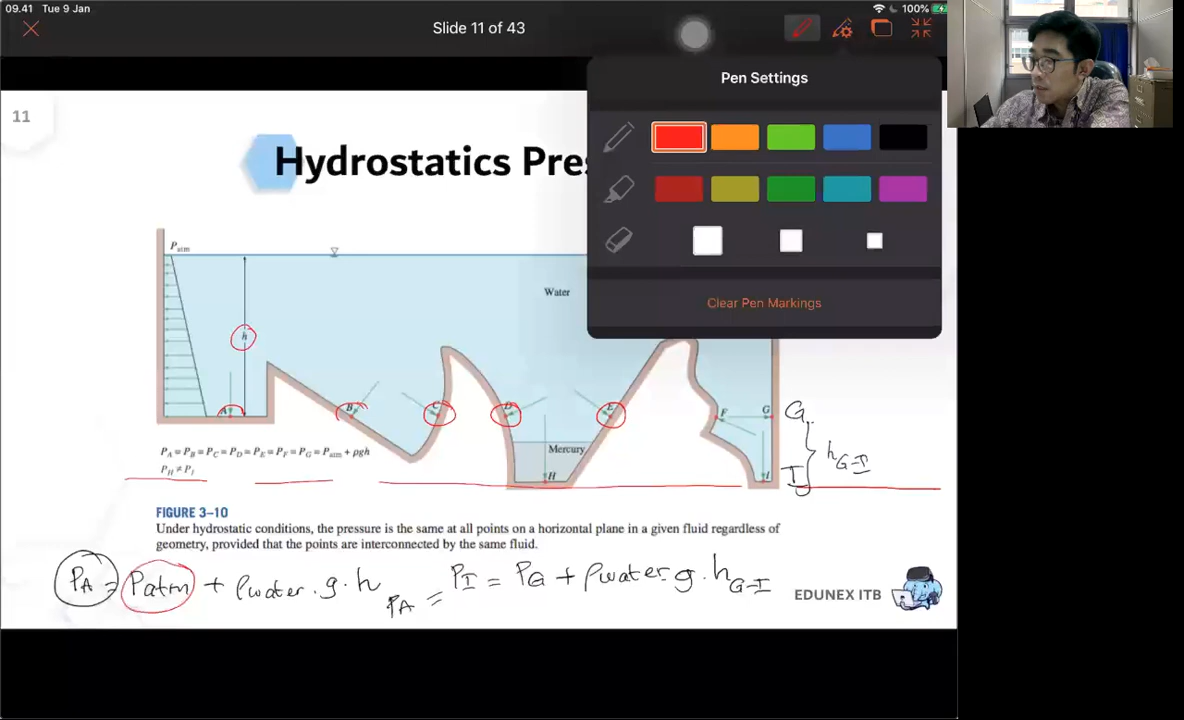 09.41 Tue 9 Jan
100%
Slide 11 of 43
Pen Settings
11
Hydrostatics Pres
Patm
Water
h
A
B
C
D
E
F
G
G
Mercury
hG-I
H
I
I
PA = PB = PC = PD = PE = PF = PG = Patm + ρgh
PH ≠ PI
Clear Pen Markings
FIGURE 3–10
Under hydrostatic conditions, the pressure is the same at all points on a horizontal plane in a given fluid regardless of
geometry, provided that the points are interconnected by the same fluid.
PA = Patm + ρwater.g.h
PA =
PI = PG + ρwater.g.hG-I
EDUNEX ITB